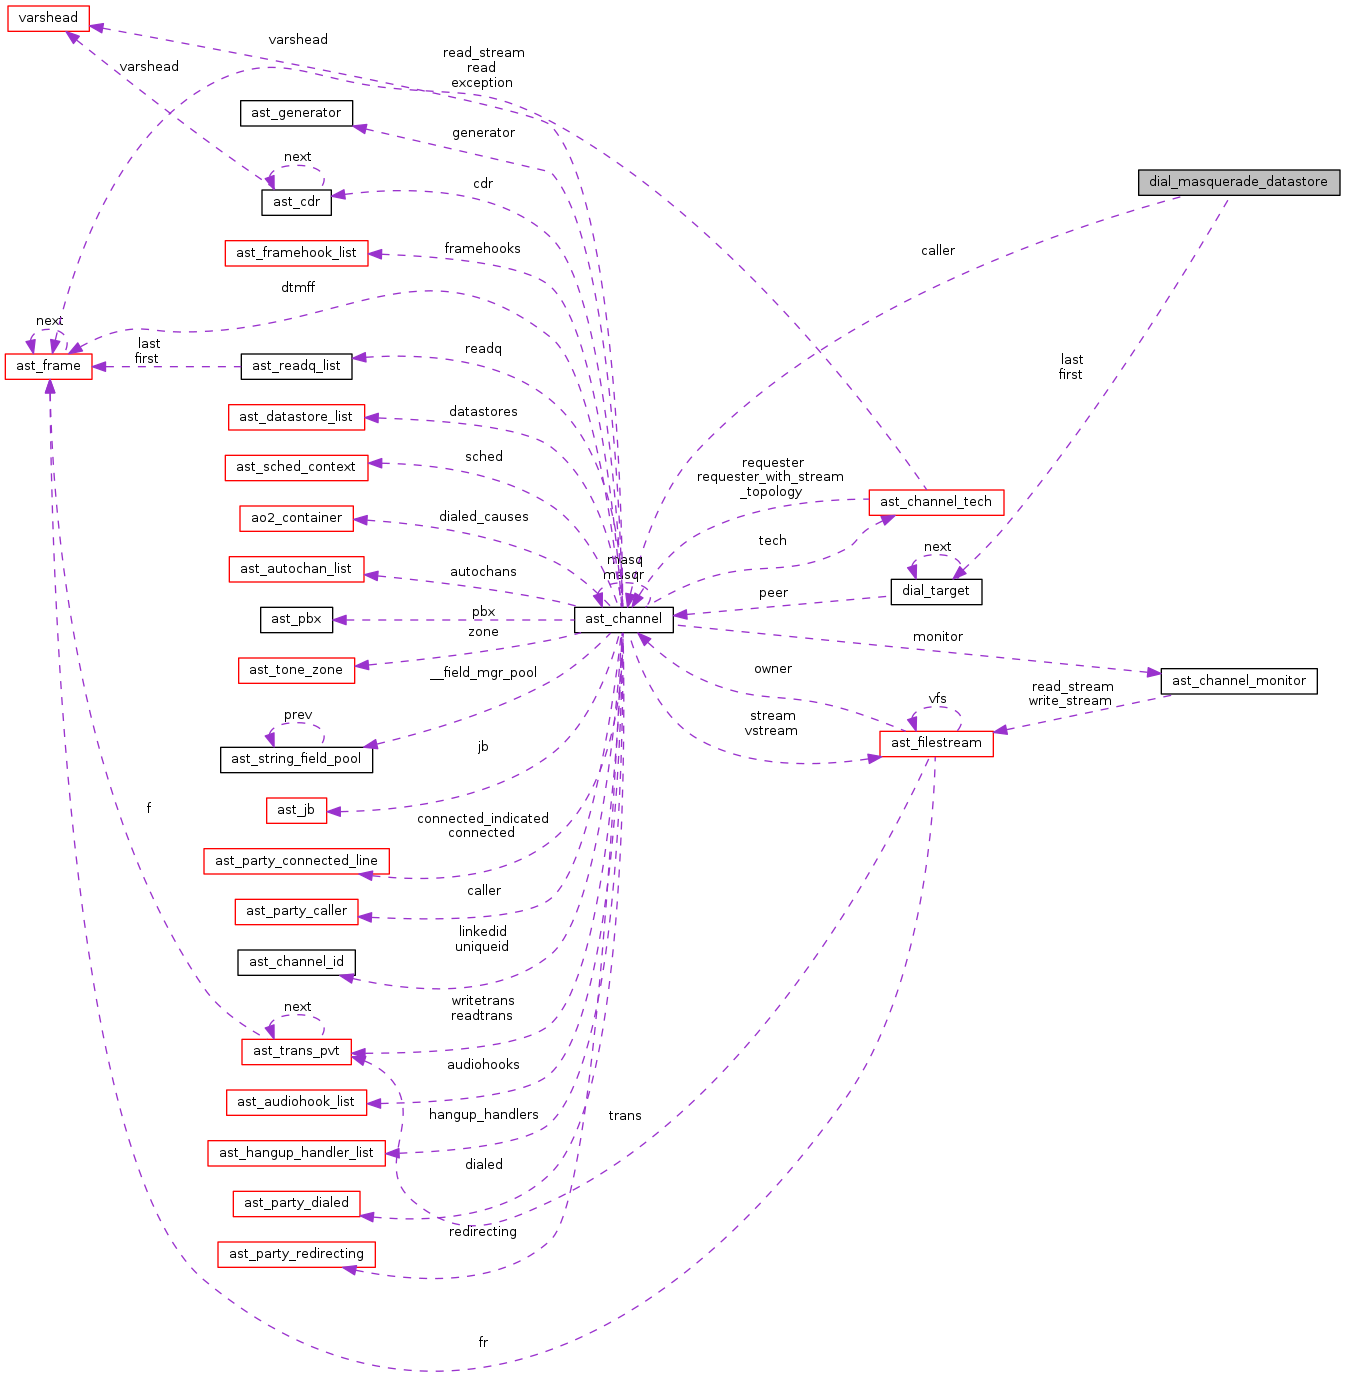 varshead
varshead
varshead
read_stream
read
exception
ast_generator
generator
next
cdr
ast_cdr
dial_masquerade_datastore
ast_framehook_list
framehooks
caller
dtmff
next
last
first
readq
ast_frame
ast_readq_list
last
first
ast_datastore_list
datastores
ast_sched_context
sched
requester
requester_with_stream
_topology
ast_channel_tech
ao2_container
dialed_causes
tech
next
ast_autochan_list
autochans
masq
masqr
dial_target
peer
ast_pbx
pbx
ast_channel
zone
monitor
ast_tone_zone
__field_mgr_pool
owner
ast_channel_monitor
read_stream
write_stream
prev
stream
vstream
vfs
ast_string_field_pool
jb
ast_filestream
ast_jb
f
connected_indicated
connected
ast_party_connected_line
caller
ast_party_caller
linkedid
uniqueid
ast_channel_id
next
writetrans
readtrans
ast_trans_pvt
audiohooks
ast_audiohook_list
hangup_handlers
trans
ast_hangup_handler_list
dialed
ast_party_dialed
redirecting
ast_party_redirecting
fr